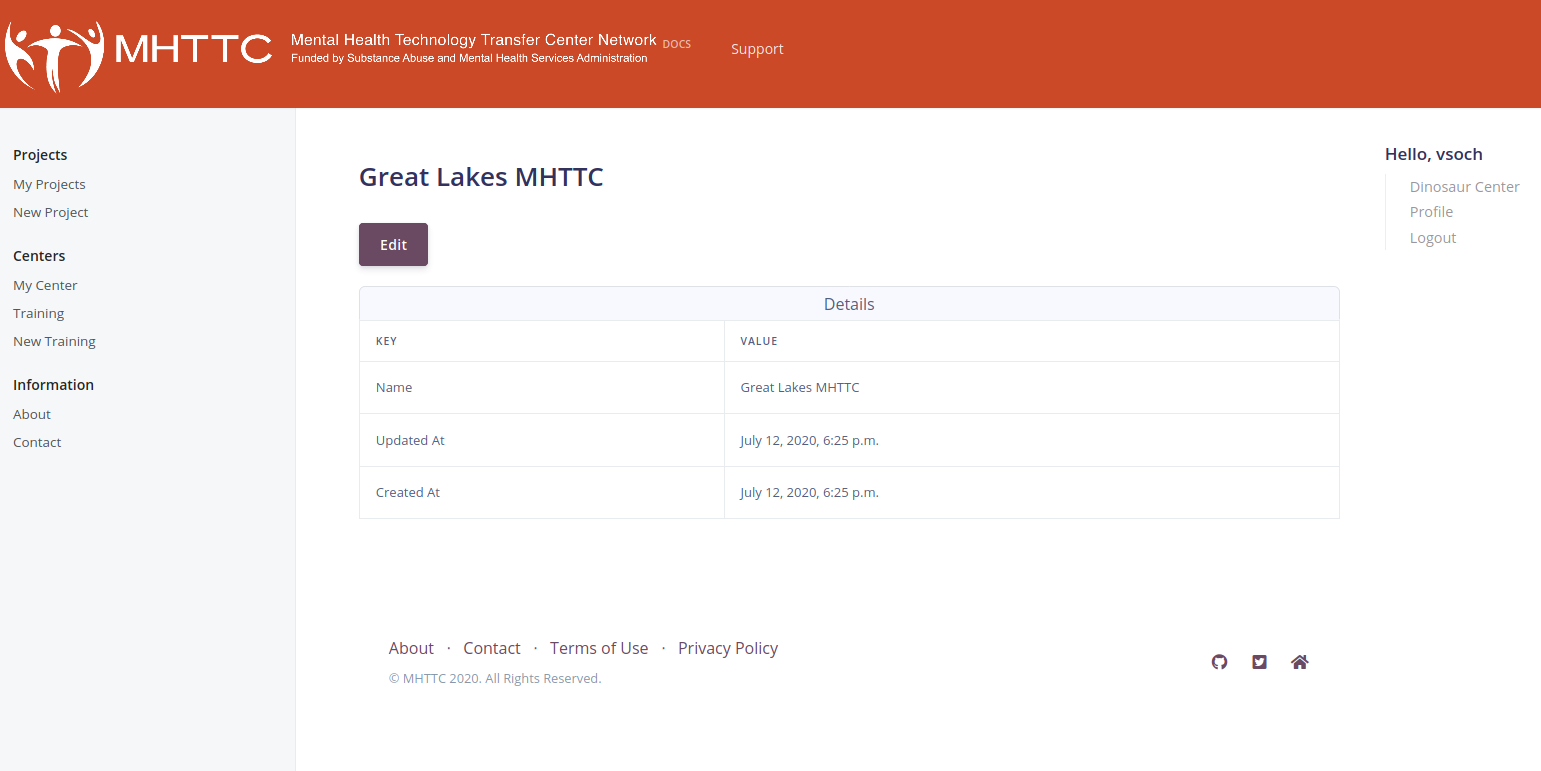 MHTTC
Mental Health Technology Transfer Center Network
Funded by Substance Abuse and Mental Health Services Administration
DOCS
Support
Projects
My Projects
New Project
Centers
My Center
Training
New Training
Information
About
Contact
Great Lakes MHTTC
Edit
Details
KEY VALUE
Name Great Lakes MHTTC
Updated At July 12, 2020, 6:25 p.m.
Created At July 12, 2020, 6:25 p.m.
Hello, vsoch
Dinosaur Center
Profile
Logout
About · Contact · Terms of Use · Privacy Policy
© MHTTC 2020. All Rights Reserved.